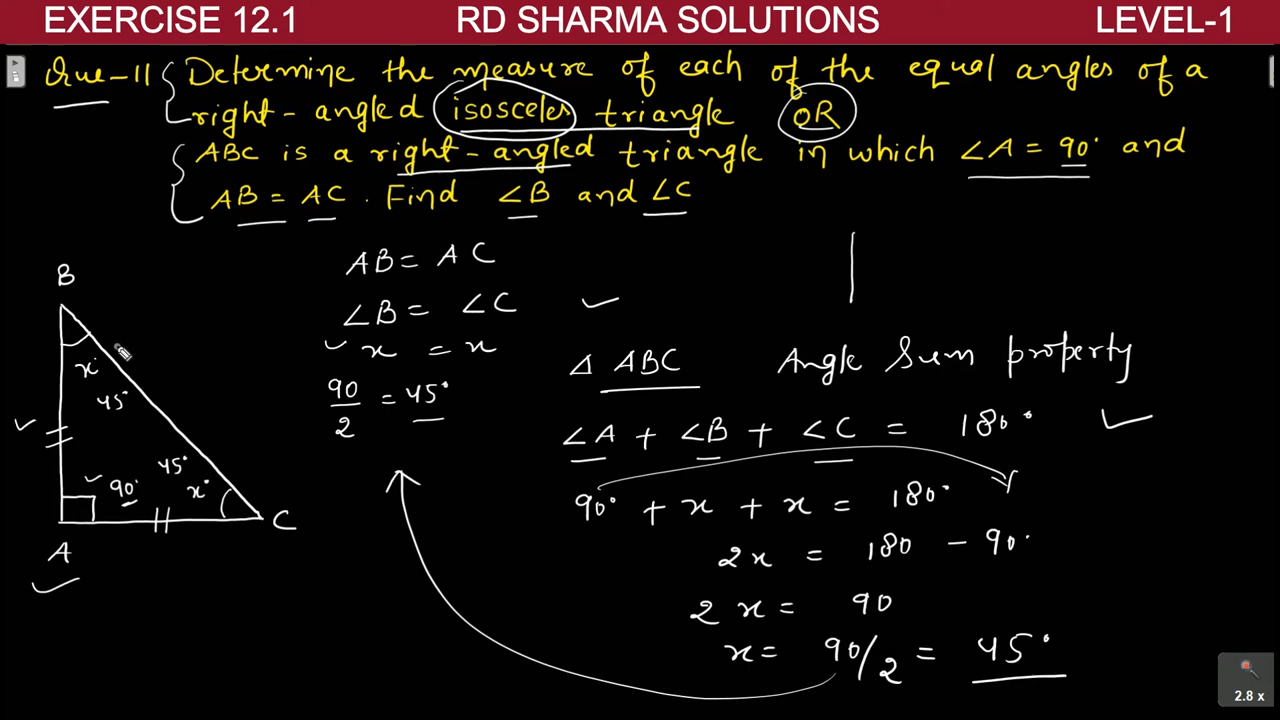 EXERCISE 12.1 RD SHARMA SOLUTIONS LEVEL-1
Que-11 Determine the measure of each of the equal angles of a
right-angled isosceles triangle OR
ABC is a right-angled triangle in which ∠A = 90° and
AB = AC. Find ∠B and ∠C
AB = AC
∠B = ∠C
x = x
90/2 = 45°
B
x°
45°
45°
90°
x°
C
A
Δ ABC Angle Sum property
∠A + ∠B + ∠C = 180°
90° + x + x = 180°
2x = 180 - 90°
2x = 90
x = 90/2 = 45°
2.8 x